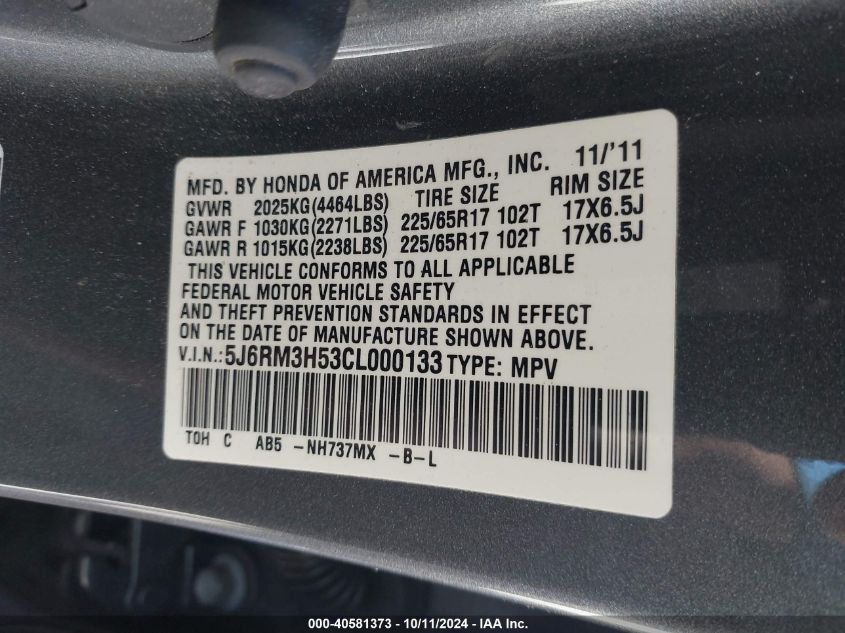 MFD. BY HONDA OF AMERICA MFG., INC. 11/'11
GVWR 2025KG(4464LBS) TIRE SIZE RIM SIZE
GAWR F 1030KG(2271LBS) 225/65R17 102T 17X6.5J
GAWR R 1015KG(2238LBS) 225/65R17 102T 17X6.5J
THIS VEHICLE CONFORMS TO ALL APPLICABLE
FEDERAL MOTOR VEHICLE SAFETY
AND THEFT PREVENTION STANDARDS IN EFFECT
ON THE DATE OF MANUFACTURE SHOWN ABOVE.
V.I.N.: 5J6RM3H53CL000133 TYPE: MPV
TOH C AB5 -NH737MX -B-L
000-40581373 - 10/11/2024 - IAA Inc.